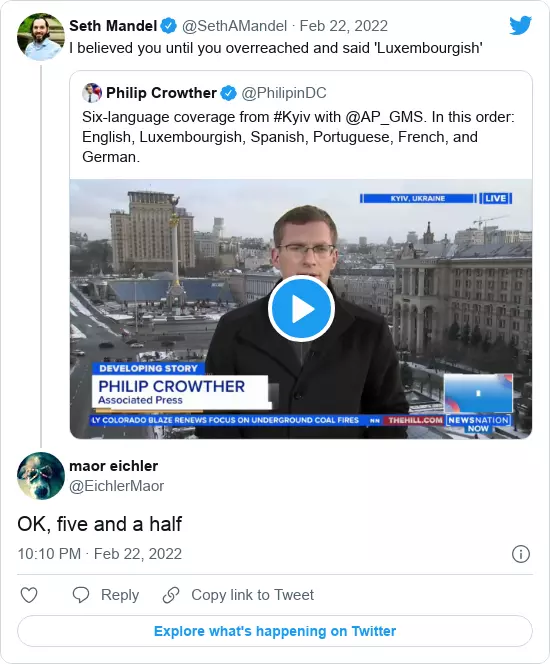 Seth Mandel @SethAMandel · Feb 22, 2022
I believed you until you overreached and said 'Luxembourgish'
Philip Crowther @PhilipinDC
Six-language coverage from #Kyiv with @AP_GMS. In this order:
English, Luxembourgish, Spanish, Portuguese, French, and
German.
KYIV, UKRAINE LIVE
DEVELOPING STORY
PHILIP CROWTHER
Associated Press
LY COLORADO BLAZE RENEWS FOCUS ON UNDERGROUND COAL FIRES NN THEHILL.COM NEWSNATION
NOW
maor eichler
@EichlerMaor
OK, five and a half
10:10 PM · Feb 22, 2022
Reply Copy link to Tweet
Explore what's happening on Twitter